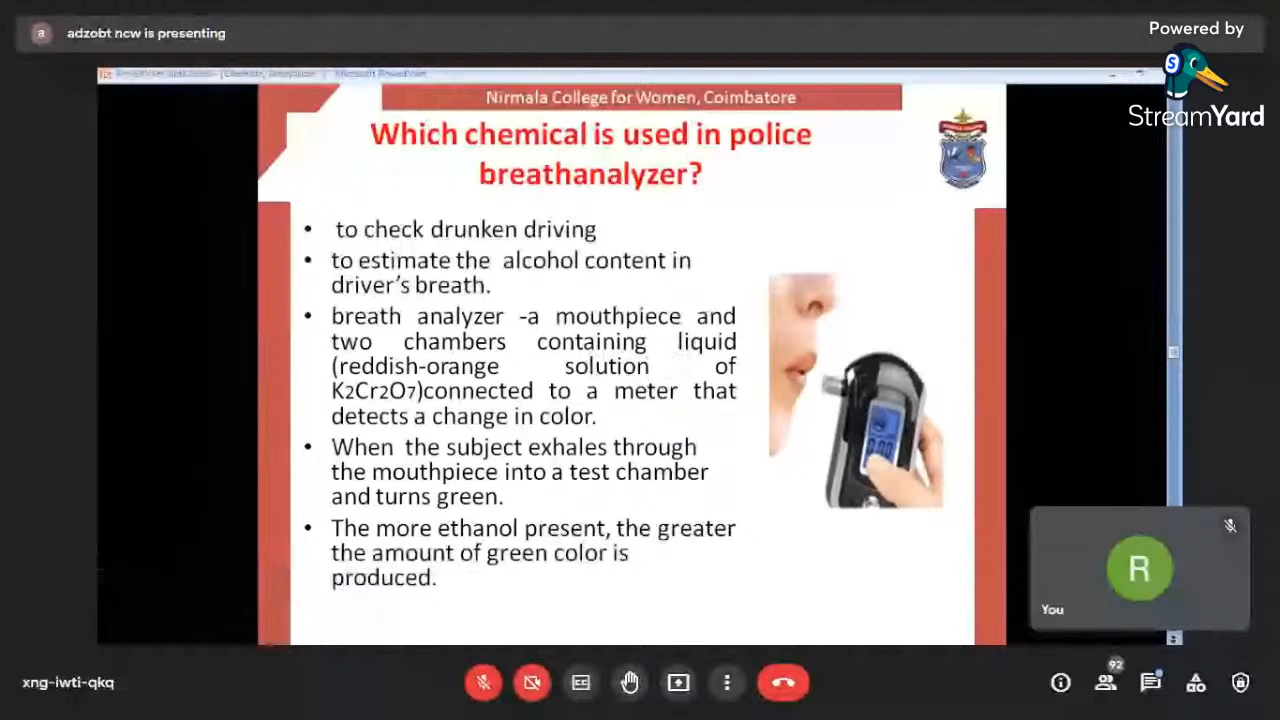 a adzobt ncw is presenting
Powered by
StreamYard
Microsoft PowerPoint
Nirmala College for Women, Coimbatore
Which chemical is used in police
breathanalyzer?
• to check drunken driving
• to estimate the alcohol content in
driver's breath.
• breath analyzer -a mouthpiece and
two chambers containing liquid
(reddish-orange solution of
K2Cr2O7)connected to a meter that
detects a change in color.
• When the subject exhales through
the mouthpiece into a test chamber
and turns green.
• The more ethanol present, the greater
the amount of green color is
produced.
0.00
R
You
xng-iwti-qkq
92